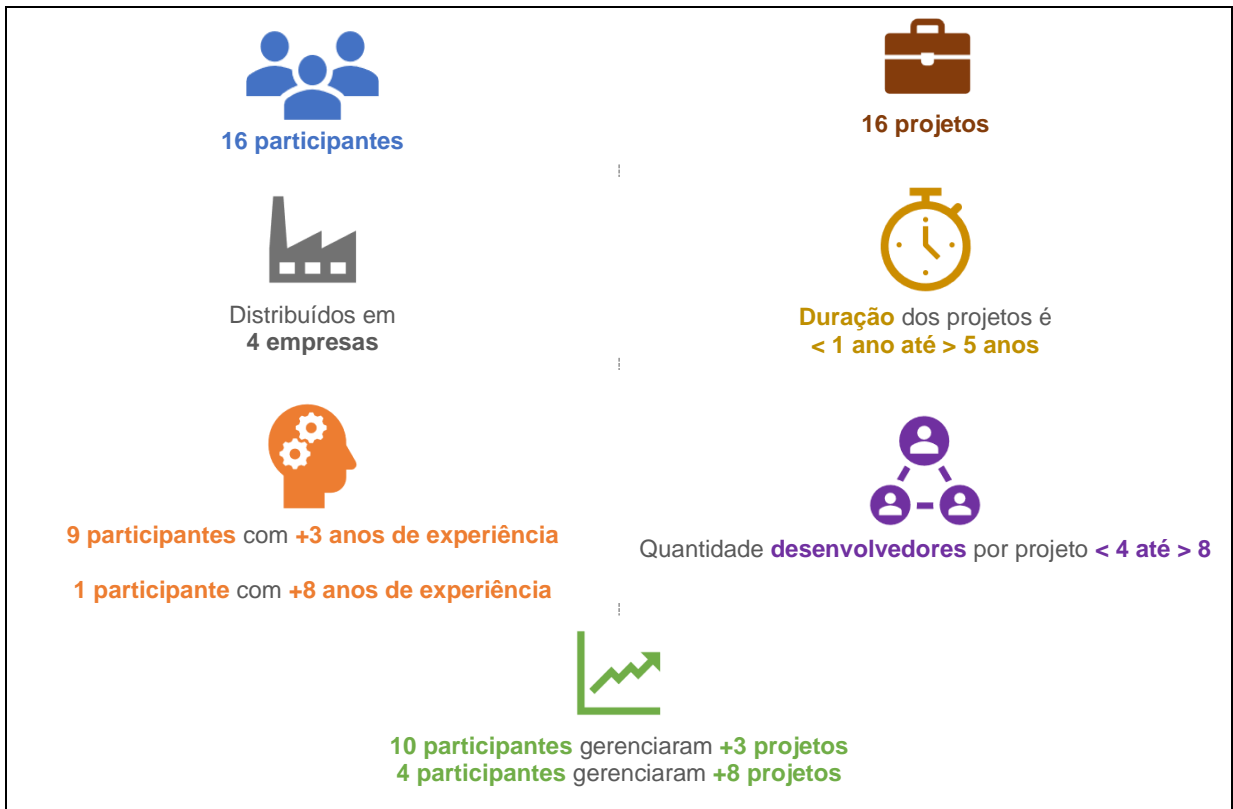 16 participantes
16 projetos
Distribuídos em
4 empresas
Duração dos projetos é
< 1 ano até > 5 anos
9 participantes com +3 anos de experiência
1 participante com +8 anos de experiência
Quantidade desenvolvedores por projeto < 4 até > 8
10 participantes gerenciaram +3 projetos
4 participantes gerenciaram +8 projetos